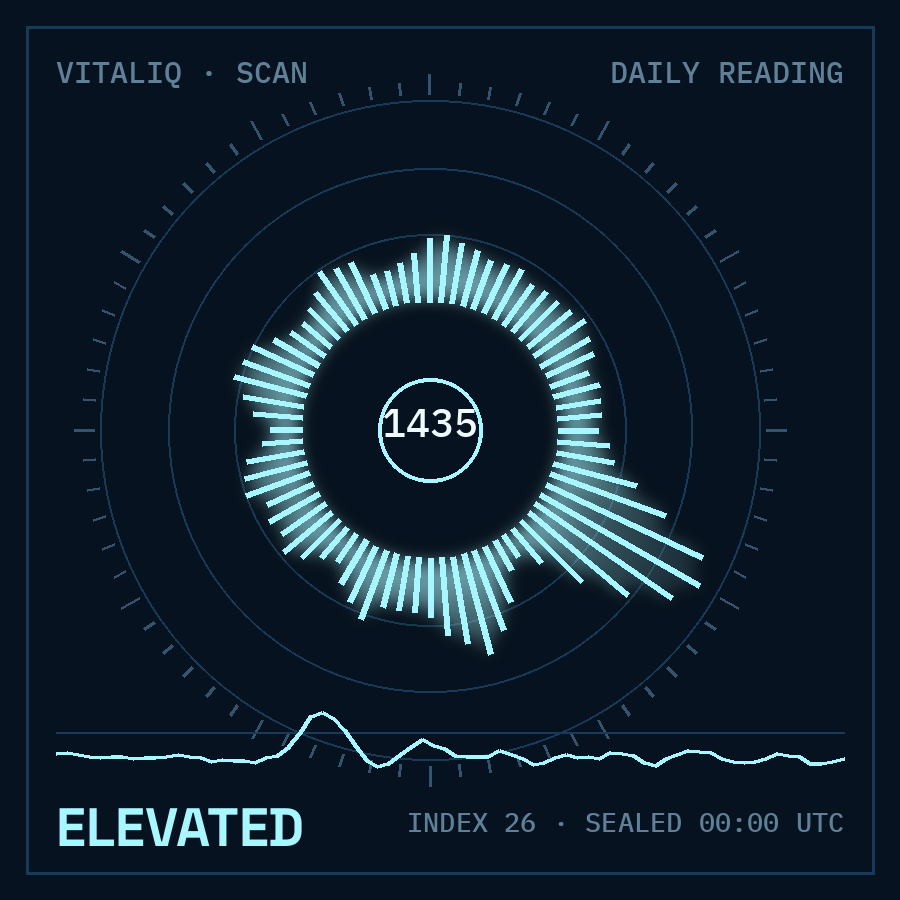 VITALIQ · SCAN
DAILY READING
1435
ELEVATED
INDEX 26 · SEALED 00:00 UTC